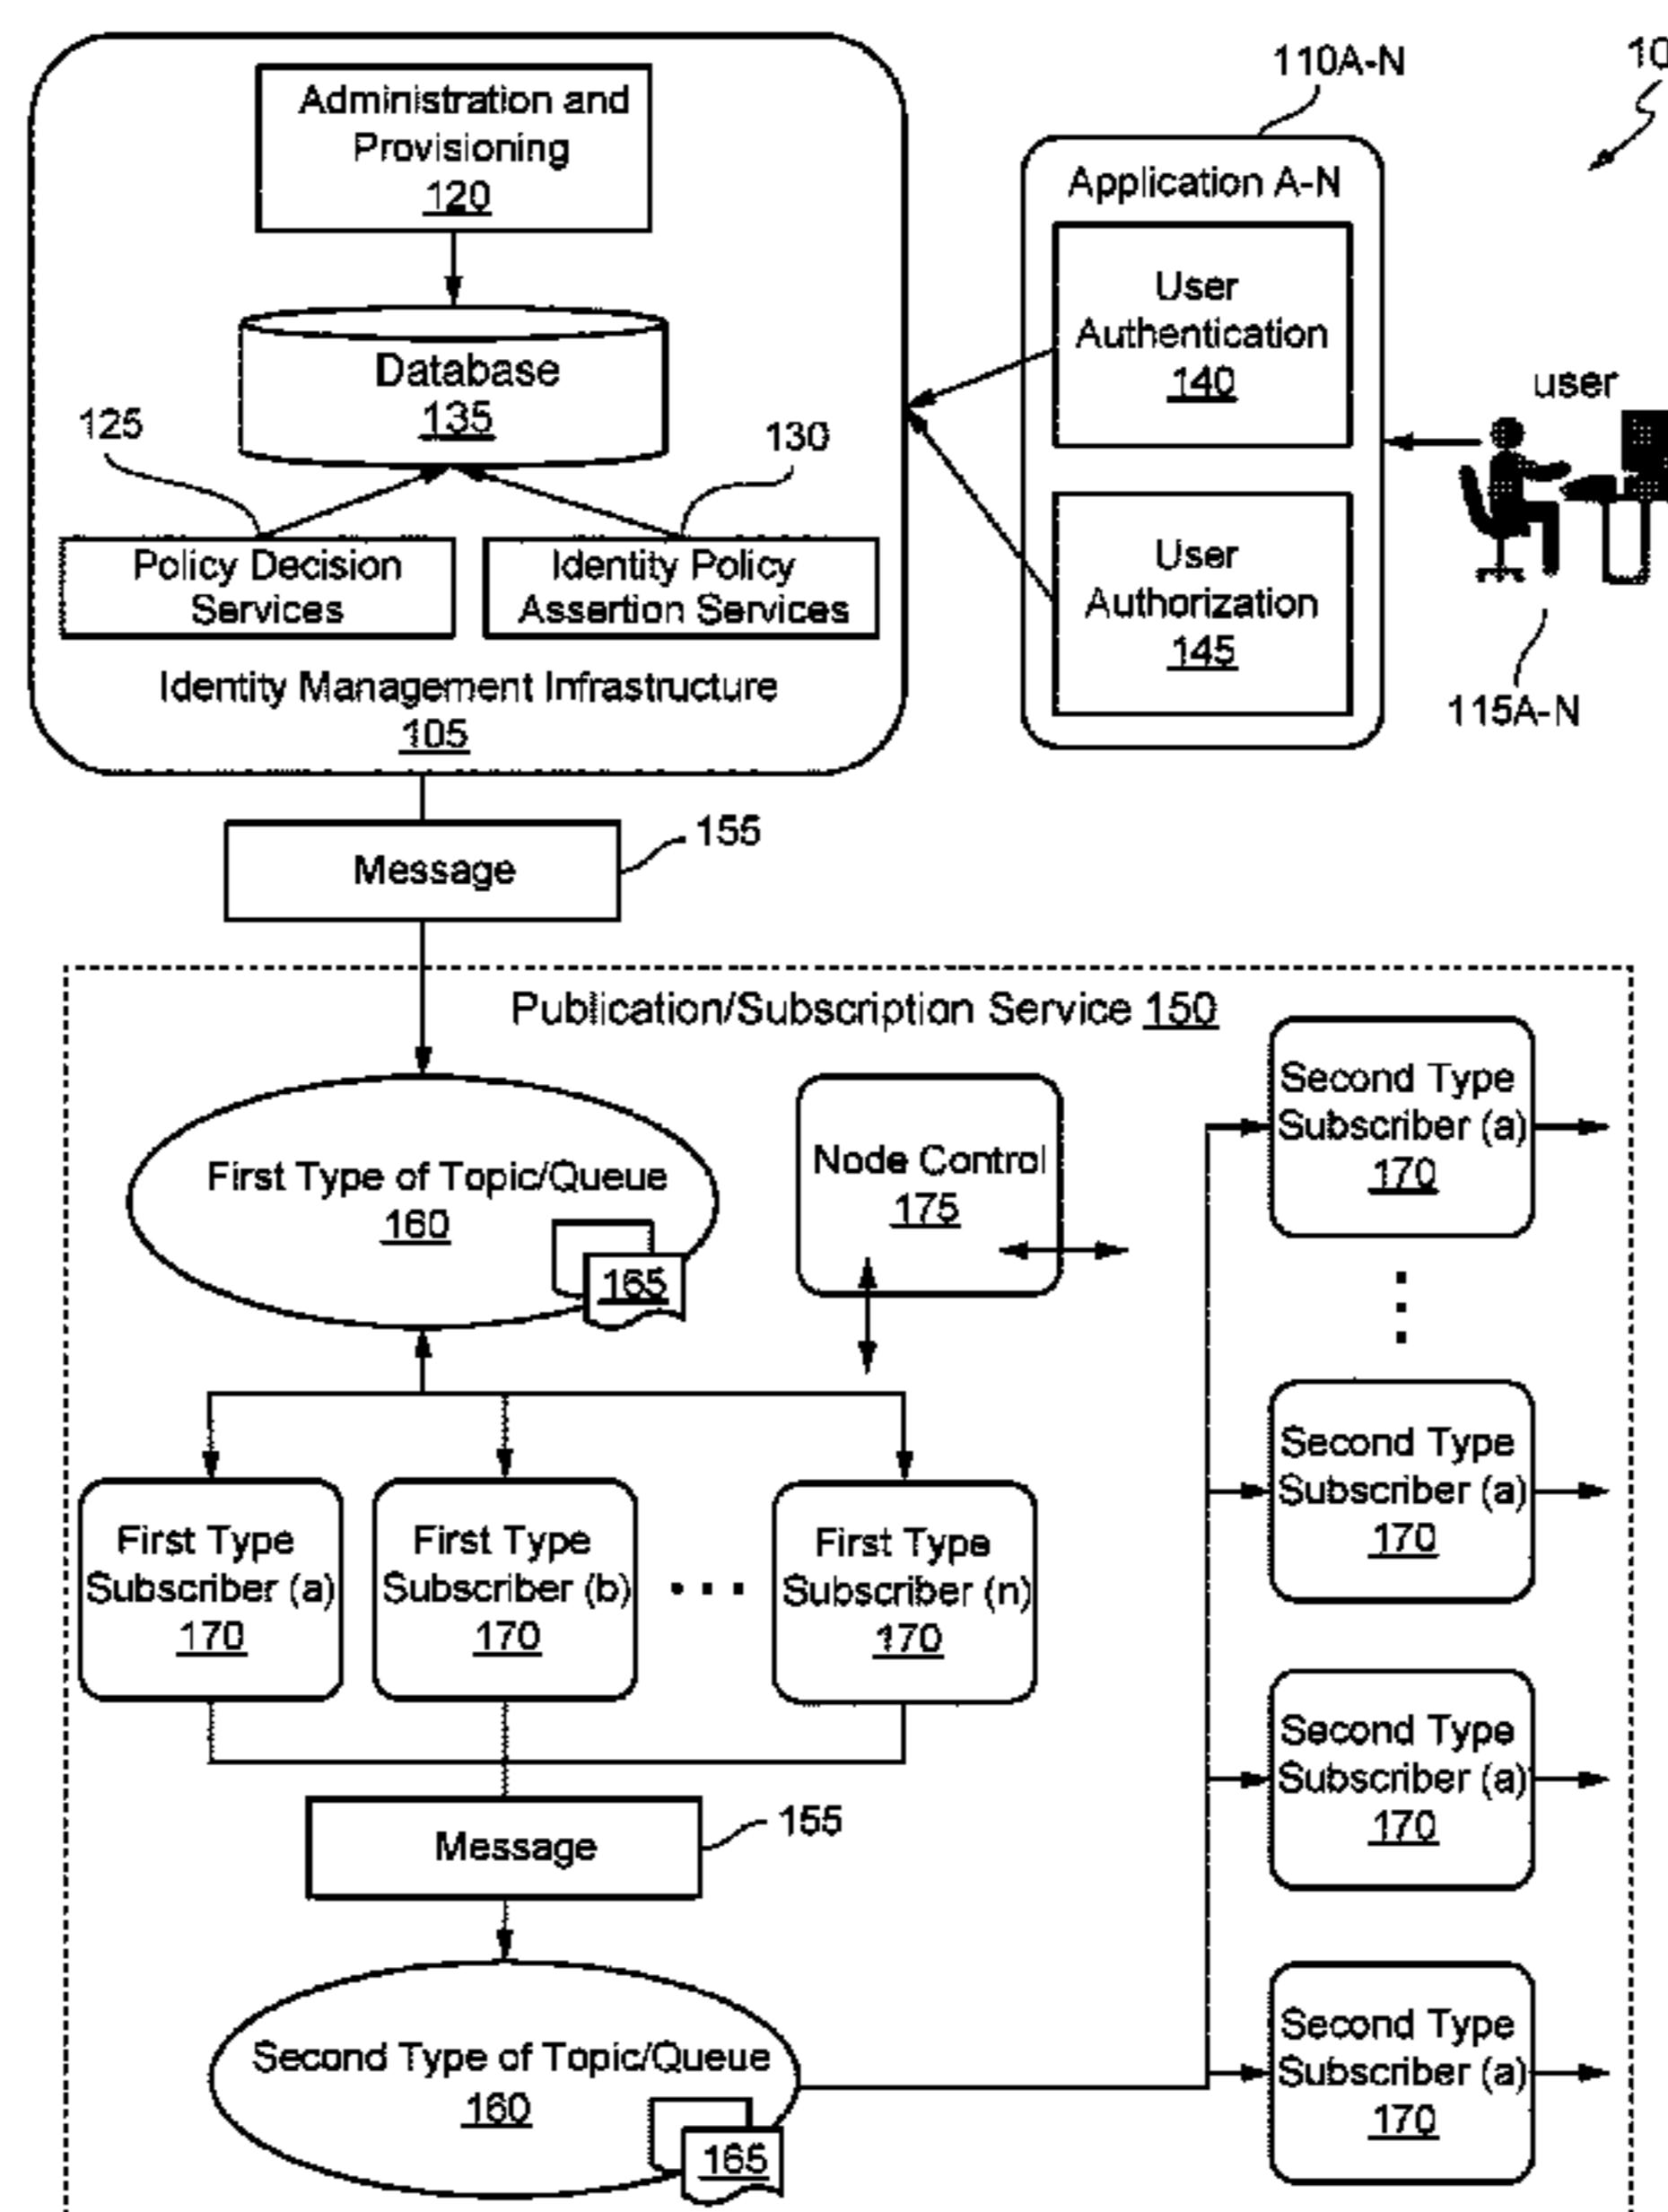 Administration and
Provisioning
120
Database
135
125
130
Policy Decision
Services
Identity Policy
Assertion Services
Identity Management Infrastructure
105
110A-N
Application A-N
User
Authentication
140
User
Authorization
145
user
115A-N
Message
155
Publication/Subscription Service 150
First Type of Topic/Queue
160
165
Node Control
175
First Type
Subscriber (a)
170
First Type
Subscriber (b)
170
First Type
Subscriber (n)
170
Message
155
Second Type of Topic/Queue
160
165
Second Type
Subscriber (a)
170
Second Type
Subscriber (a)
170
Second Type
Subscriber (a)
170
Second Type
Subscriber (a)
170